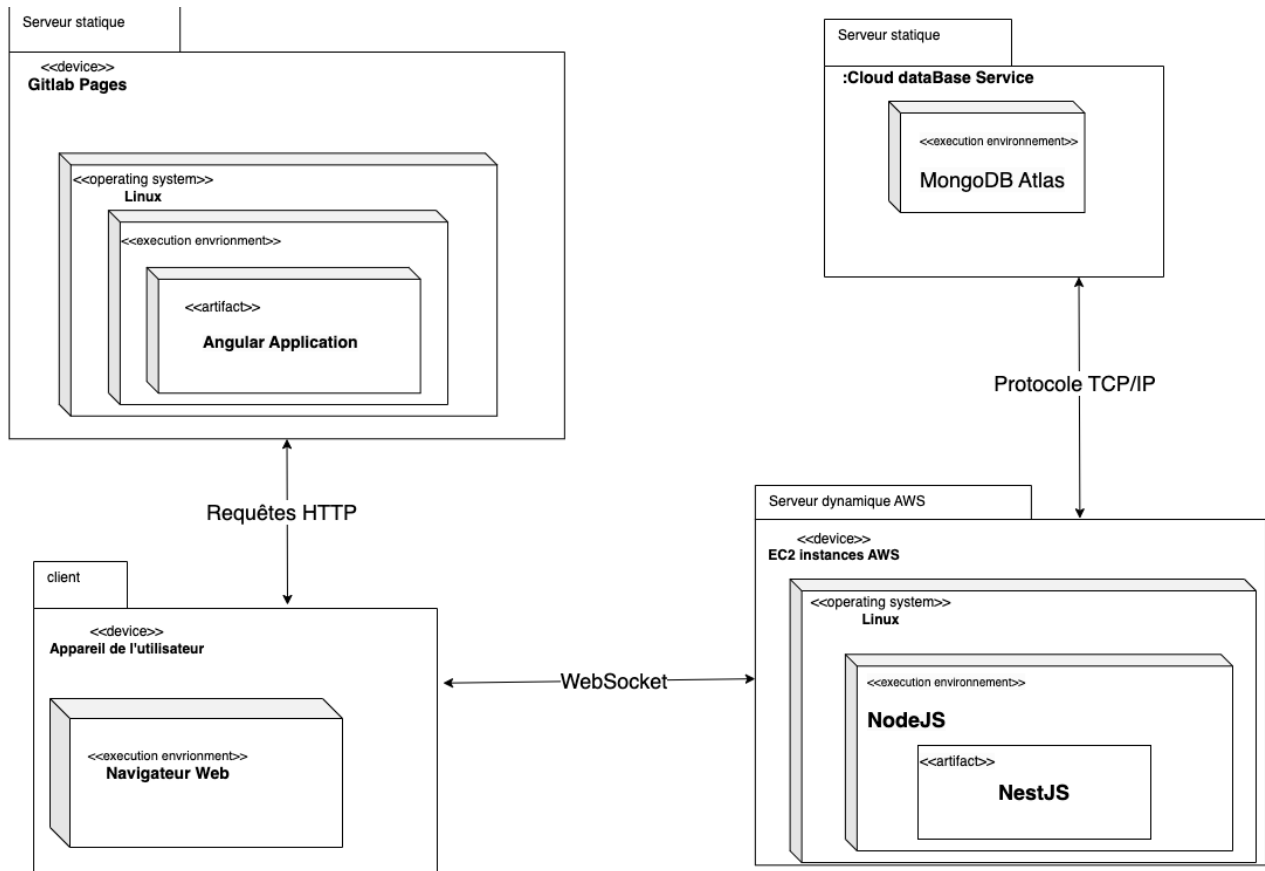 Serveur statique
<<device>>
Gitlab Pages
<<operating system>>
Linux
<<execution envrionment>>
<<artifact>>
Angular Application
Serveur statique
:Cloud dataBase Service
<<execution environnement>>
MongoDB Atlas
Requêtes HTTP
Protocole TCP/IP
client
<<device>>
Appareil de l'utilisateur
<<execution envrionment>>
Navigateur Web
WebSocket
Serveur dynamique AWS
<<device>>
EC2 instances AWS
<<operating system>>
Linux
<<execution environnement>>
NodeJS
<<artifact>>
NestJS